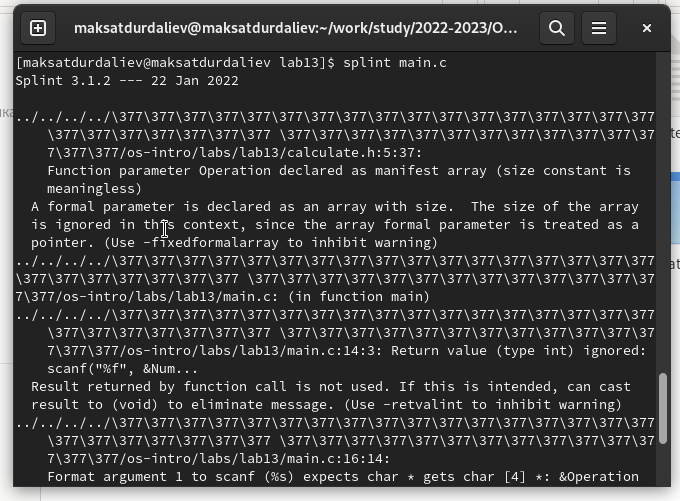 maksatdurdaliev@maksatdurdaliev:~/work/study/2022-2023/O...
[maksatdurdaliev@maksatdurdaliev lab13]$ splint main.c
Splint 3.1.2 --- 22 Jan 2022
../../../../\377\377\377\377\377\377\377\377\377\377\377\377\377\377\377\377\377
\377\377\377\377\377\377\377 \377\377\377\377\377\377\377\377\377\377\377\37
7\377\377/os-intro/labs/lab13/calculate.h:5:37:
Function parameter Operation declared as manifest array (size constant is
meaningless)
A formal parameter is declared as an array with size.  The size of the array
is ignored in this context, since the array formal parameter is treated as a
pointer. (Use -fixedformalarray to inhibit warning)
../../../../\377\377\377\377\377\377\377\377\377\377\377\377\377\377\377\377\377
\377\377\377\377\377\377\377 \377\377\377\377\377\377\377\377\377\377\377\377\37
7\377/os-intro/labs/lab13/main.c: (in function main)
../../../../\377\377\377\377\377\377\377\377\377\377\377\377\377\377\377\377\377
\377\377\377\377\377\377\377 \377\377\377\377\377\377\377\377\377\377\377\37
7\377\377/os-intro/labs/lab13/main.c:14:3: Return value (type int) ignored:
scanf("%f", &Num...
Result returned by function call is not used. If this is intended, can cast
result to (void) to eliminate message. (Use -retvalint to inhibit warning)
../../../../\377\377\377\377\377\377\377\377\377\377\377\377\377\377\377\377\377
\377\377\377\377\377\377\377 \377\377\377\377\377\377\377\377\377\377\377\37
7\377\377/os-intro/labs/lab13/main.c:16:14:
Format argument 1 to scanf (%s) expects char * gets char [4] *: &Operation